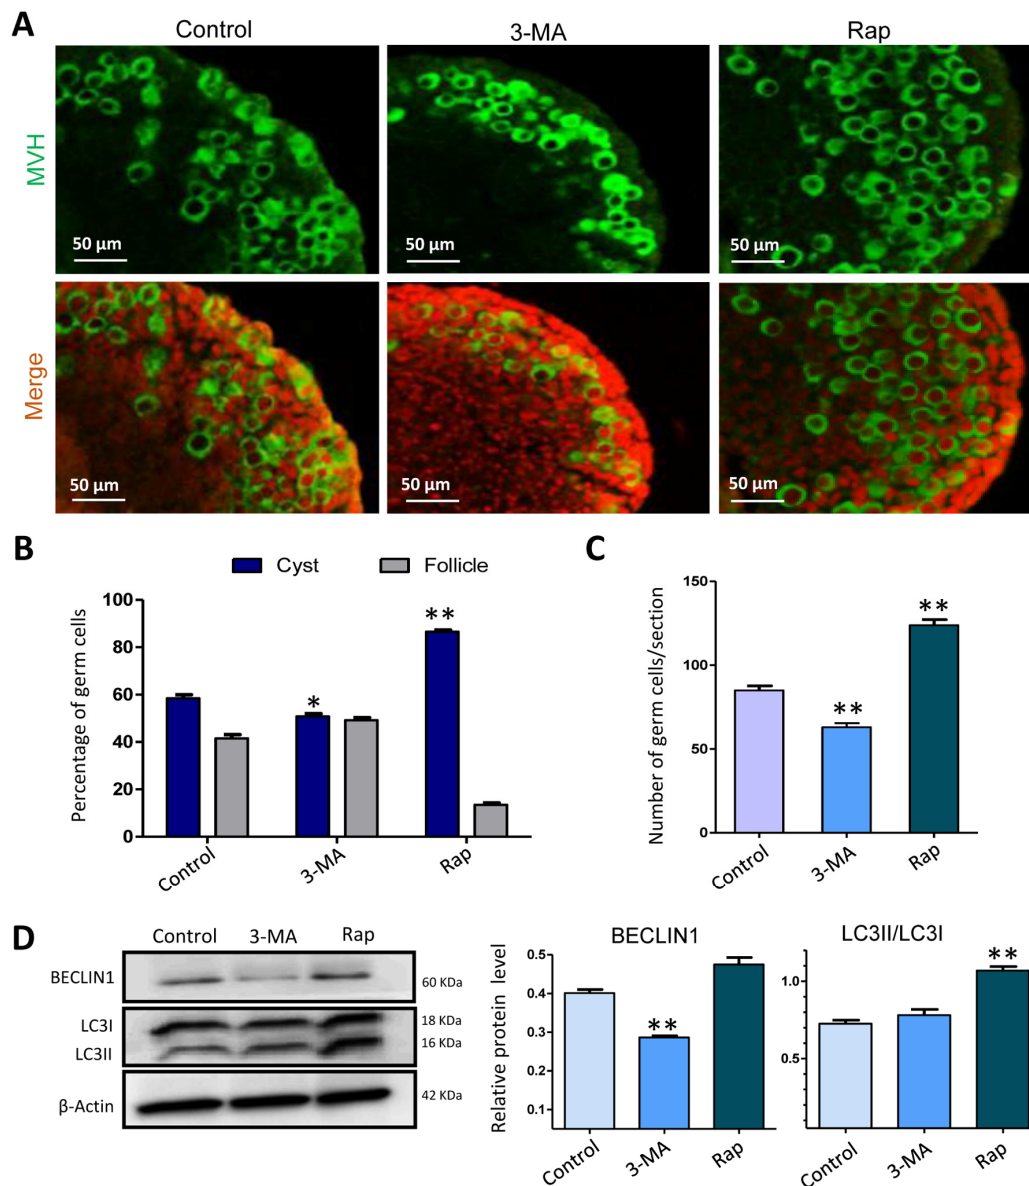 A
Control
3-MA
Rap
MVH
50 µm
50 µm
50 µm
Merge
50 µm
50 µm
50 µm
B
Cyst
Follicle
Percentage of germ cells
100
80
60
40
20
0
*
**
Control
3-MA
Rap
C
Number of germ cells/section
150
100
50
0
**
**
Control
3-MA
Rap
D
Control
3-MA
Rap
BECLIN1
60 KDa
LC3I
18 KDa
LC3II
16 KDa
β-Actin
42 KDa
BECLIN1
Relative protein level
0.5
0.4
0.3
0.2
0.1
**
Control
3-MA
Rap
LC3II/LC3I
1.0
0.5
**
Control
3-MA
Rap